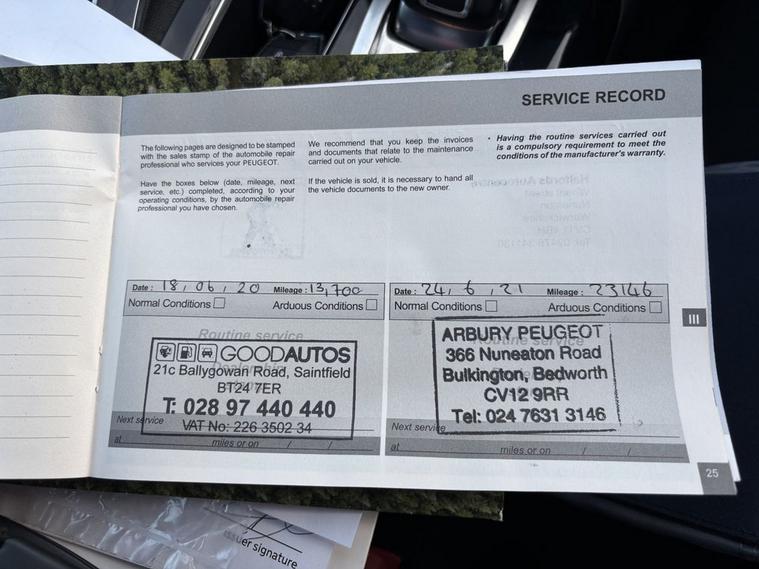 SERVICE RECORD
The following pages are designed to be stamped
with the sales stamp of the automobile repair
professional who services your PEUGEOT.
Have the boxes below (date, mileage, next
service, etc.) completed, according to your
operating conditions, by the automobile repair
professional you have chosen.
We recommend that you keep the invoices
and documents that relate to the maintenance
carried out on your vehicle.
If the vehicle is sold, it is necessary to hand all
the vehicle documents to the new owner.
• Having the routine services carried out
is a compulsory requirement to meet the
conditions of the manufacturer's warranty.
Date : 18, 06, 20 Mileage : 13,700
Normal Conditions Arduous Conditions
Routine service
GOODAUTOS
21c Ballygowan Road, Saintfield
BT24 7ER
T: 028 97 440 440
VAT No: 226 3502 34
Next service
at miles or on / /
Date : 24, 6, 21 Mileage : 23146
Normal Conditions Arduous Conditions
Routine service
ARBURY PEUGEOT
366 Nuneaton Road
Bulkington, Bedworth
CV12 9RR
Tel: 024 7631 3146
Next service
at miles or on / /
III
25
uer signature